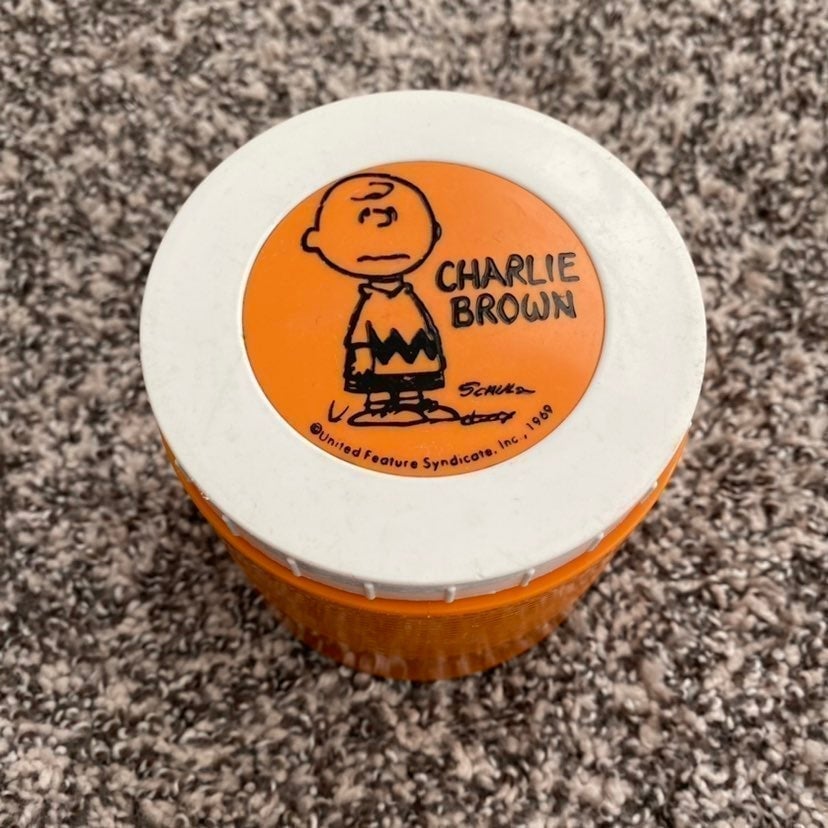 CHARLIE
BROWN
SCHULZ
©United Feature Syndicate, Inc., 1969